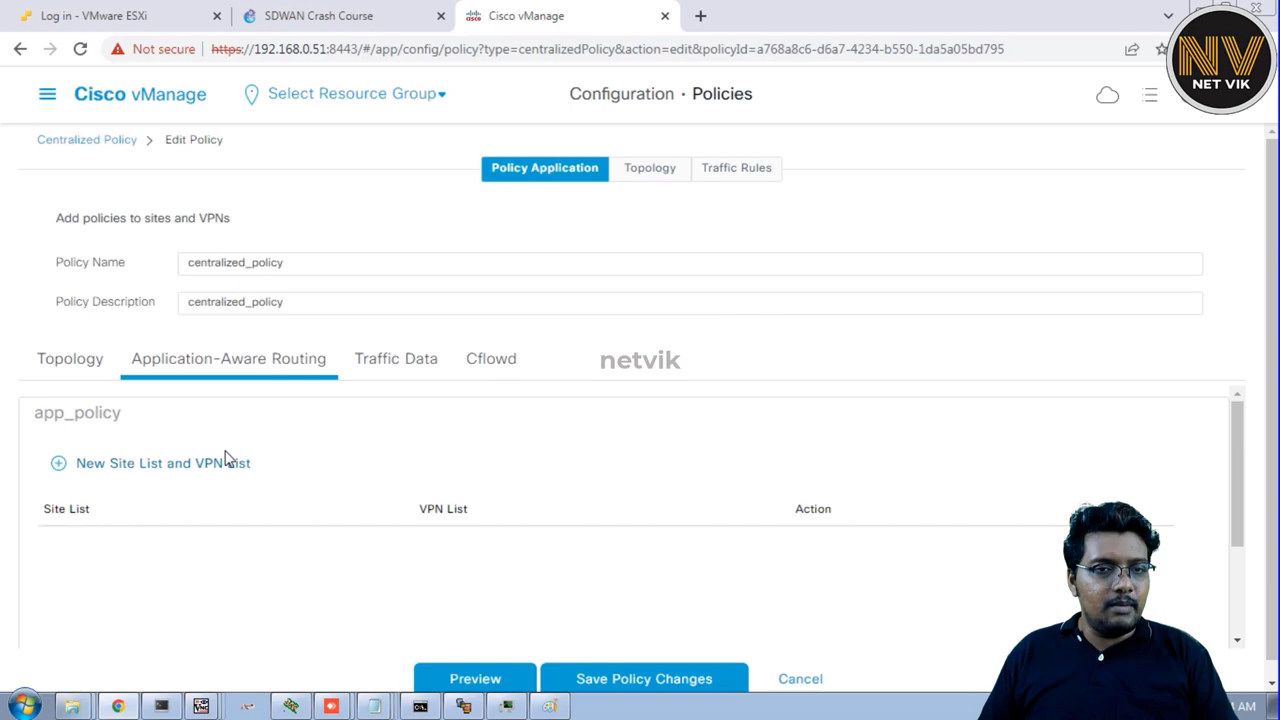 Log in - VMware ESXi
SDWAN Crash Course
Cisco vManage
Not secure
https://192.168.0.51:8443/#/app/config/policy?type=centralizedPolicy&action=edit&policyId=a768a8c6-d6a7-4234-b550-1da5a05bd795
NV
NET VIK
Cisco vManage
Select Resource Group
Configuration · Policies
Centralized Policy > Edit Policy
Policy Application
Topology
Traffic Rules
Add policies to sites and VPNs
Policy Name
centralized_policy
Policy Description
centralized_policy
Topology
Application-Aware Routing
Traffic Data
Cflowd
netvik
app_policy
New Site List and VPN List
Site List
VPN List
Action
Preview
Save Policy Changes
Cancel
AM